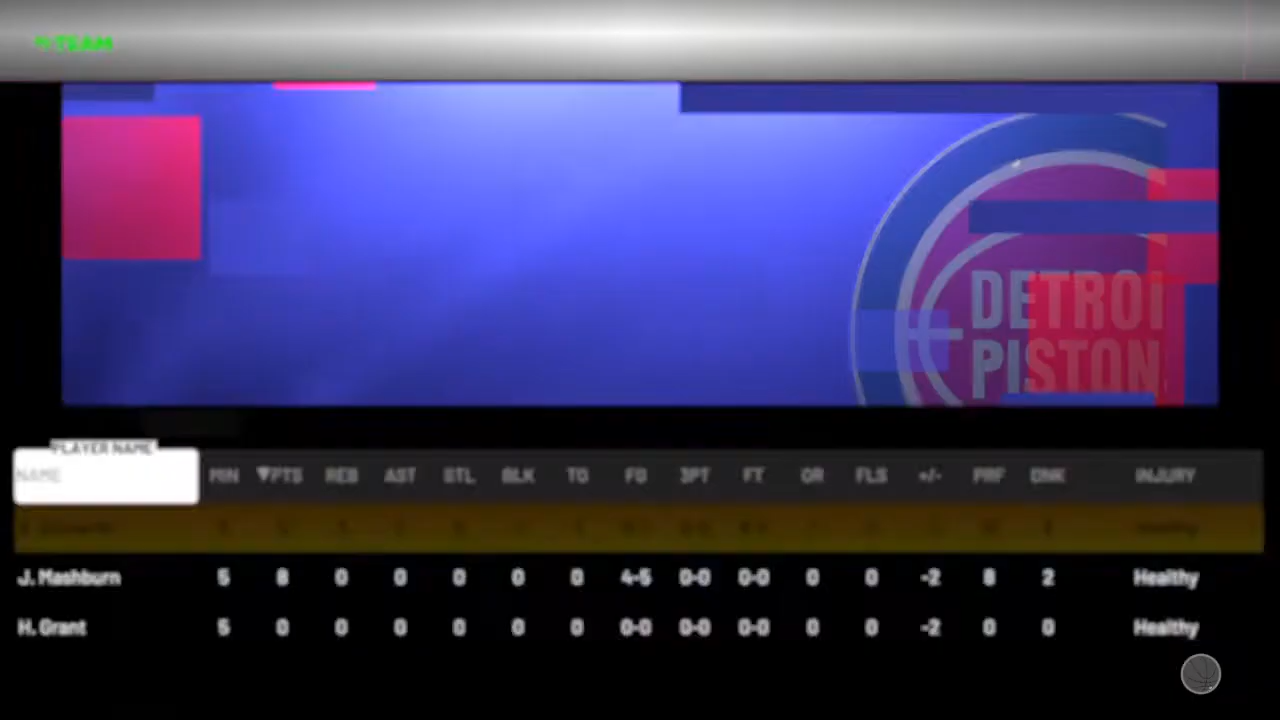 TEAM
DETROI
PISTON
PLAYER NAME
NAME MIN ▼PTS REB AST STL BLK TO FG 3PT FT OR FLS +/- PRF DNK INJURY
Healthy
J. Mashburn 5 8 0 0 0 0 0 4-5 0-0 0-0 0 0 -2 8 2 Healthy
H. Grant 5 0 0 0 0 0 0 0-0 0-0 0-0 0 0 -2 0 0 Healthy